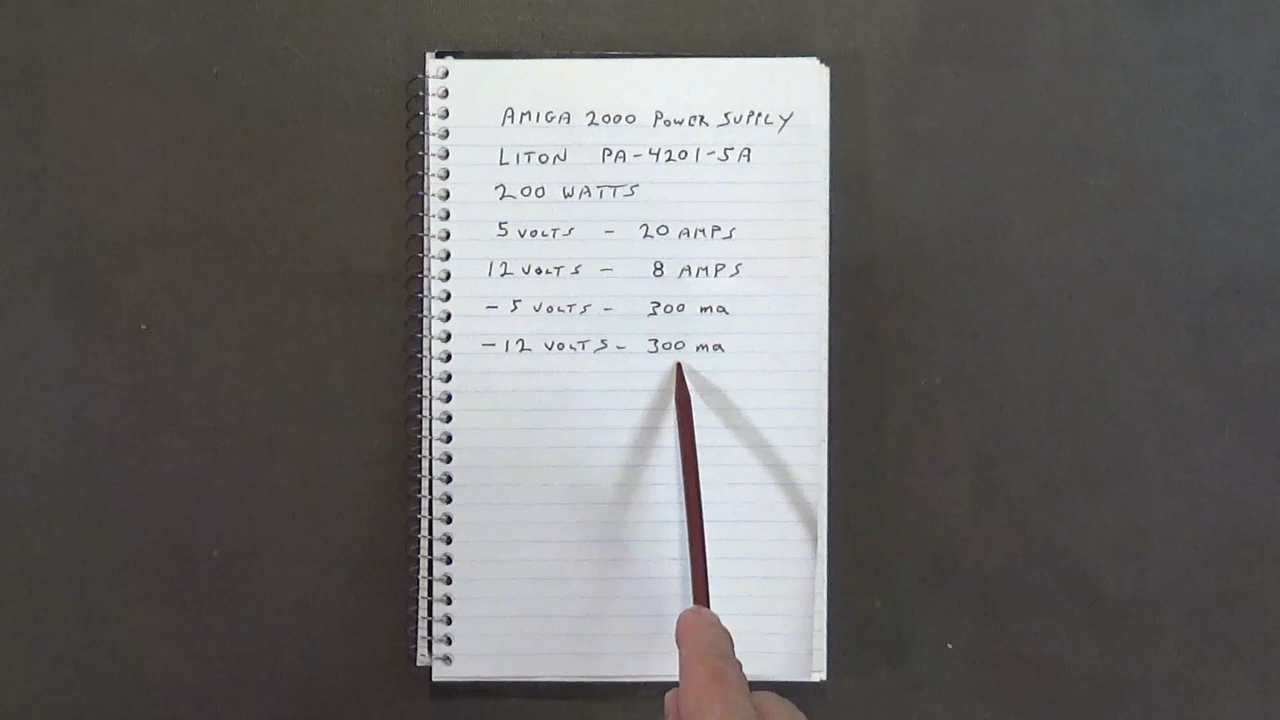 AMIGA 2000 POWER SUPPLY
LITON PA-4201-5A
200 WATTS
5 VOLTS - 20 AMPS
12 VOLTS - 8 AMPS
- 5 VOLTS - 300 ma
-12 VOLTS - 300 ma